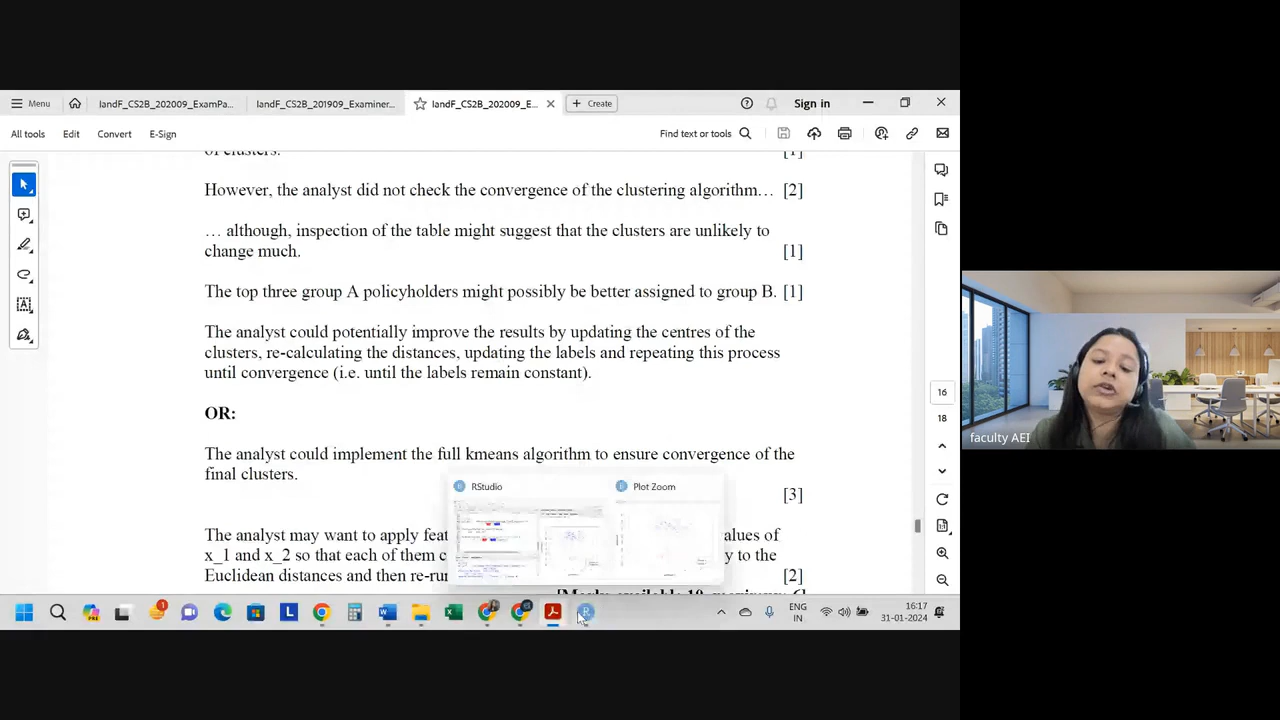 Menu
IandF_CS2B_202009_ExamPa...
IandF_CS2B_201909_Examiner...
IandF_CS2B_202009_E...
Create
Sign in
All tools
Edit
Convert
E-Sign
Find text or tools
of clusters. [1]
However, the analyst did not check the convergence of the clustering algorithm… [2]
… although, inspection of the table might suggest that the clusters are unlikely to
change much. [1]
The top three group A policyholders might possibly be better assigned to group B. [1]
The analyst could potentially improve the results by updating the centres of the
clusters, re-calculating the distances, updating the labels and repeating this process
until convergence (i.e. until the labels remain constant).
OR:
The analyst could implement the full kmeans algorithm to ensure convergence of the
final clusters.
[3]
RStudio
Plot Zoom
The analyst may want to apply feat alues of
x_1 and x_2 so that each of them c y to the
Euclidean distances and then re-ru [2]
16
18
faculty AEI
ENG
IN
16:17
31-01-2024